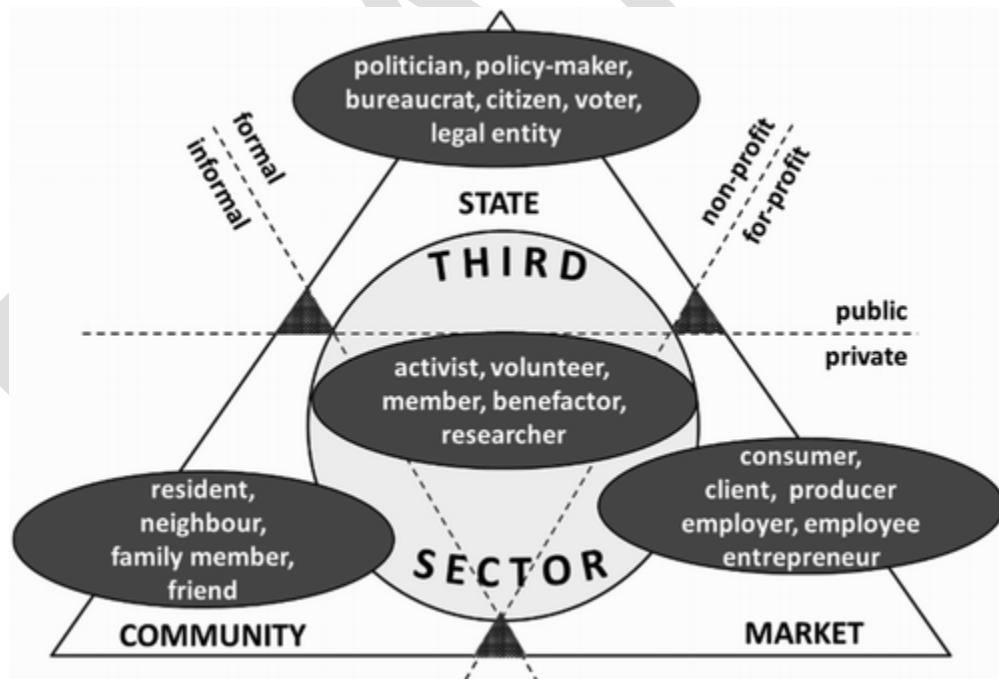 politician, policy-maker,
bureaucrat, citizen, voter,
legal entity
formal
informal
non-profit
for-profit
STATE
THIRD
public
private
activist, volunteer,
member, benefactor,
researcher
resident,
neighbour,
family member,
friend
consumer,
client, producer
employer, employee
entrepreneur
SECTOR
COMMUNITY
MARKET